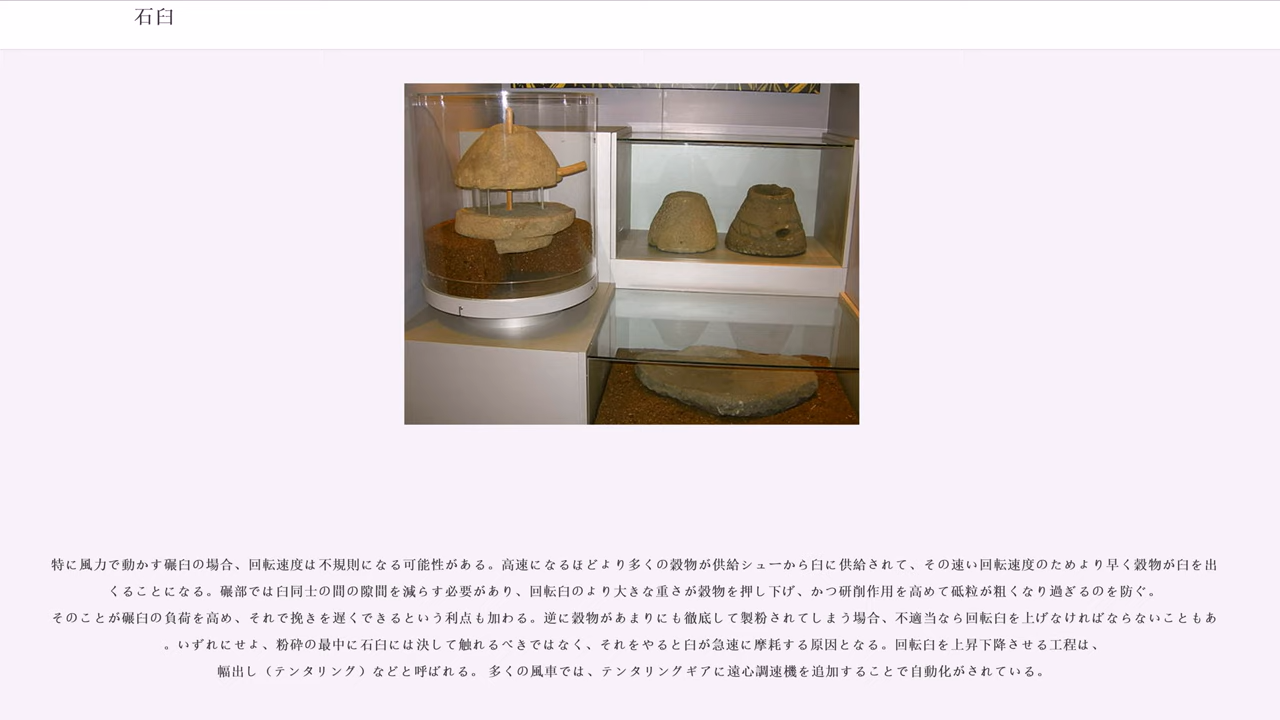 石臼
特に風力で動かす碾臼の場合、回転速度は不規則になる可能性がある。高速になるほどより多くの穀物が供給シューから臼に供給されて、その速い回転速度のためより早く穀物が臼を出
くることになる。碾部では臼同士の間の隙間を減らす必要があり、回転臼のより大きな重さが穀物を押し下げ、かつ研削作用を高めて砥粒が粗くなり過ぎるのを防ぐ。
そのことが碾臼の負荷を高め、それで挽きを遅くできるという利点も加わる。逆に穀物があまりにも徹底して製粉されてしまう場合、不適当なら回転臼を上げなければならないこともあ
。いずれにせよ、粉砕の最中に石臼には決して触れるべきではなく、それをやると臼が急速に摩耗する原因となる。回転臼を上昇下降させる工程は、
幅出し（テンタリング）などと呼ばれる。 多くの風車では、テンタリングギアに遠心調速機を追加することで自動化がされている。